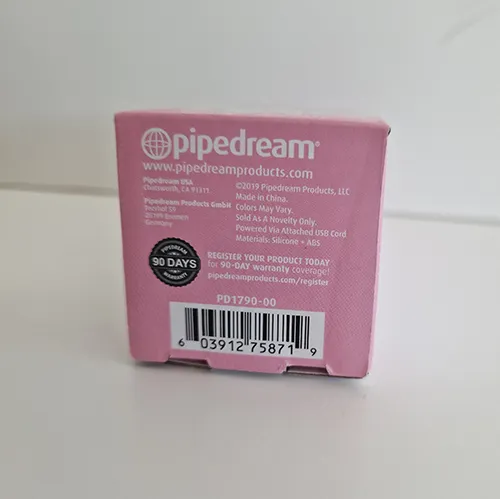 pipedream®
www.pipedreamproducts.com
Pipedream USA
Chatsworth, CA 91311
Pipedream Products GmbH
28199 Bremen
Germany
©2019 Pipedream Products, LLC
Made in China.
Colors May Vary.
Sold As A Novelty Only.
Powered Via Attached USB Cord
Materials: Silicone + ABS
PIPEDREAM
90 DAYS
WARRANTY
REGISTER YOUR PRODUCT TODAY
for 90-DAY warranty coverage!
pipedreamproducts.com/register
PD1790-00
6 03912 75871 9